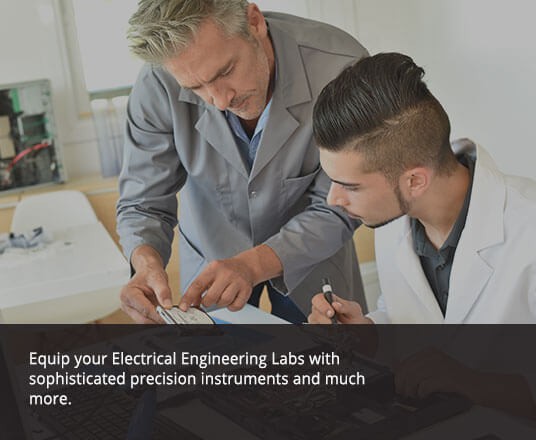 Equip your Electrical Engineering Labs with
sophisticated precision instruments and much
more.